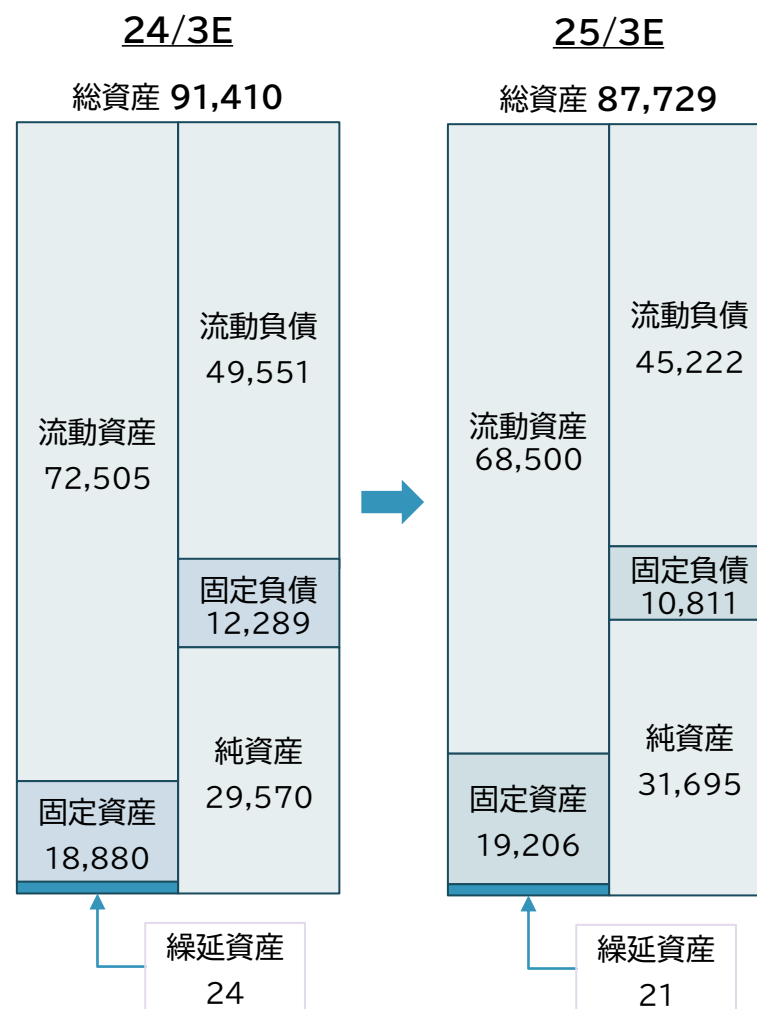 24/3E
総資産 91,410
流動資産
72,505
固定資産
18,880
流動負債
49,551
固定負債
12,289
純資産
29,570
繰延資産
24
25/3E
総資産 87,729
流動資産
68,500
固定資産
19,206
流動負債
45,222
固定負債
10,811
純資産
31,695
繰延資産
21